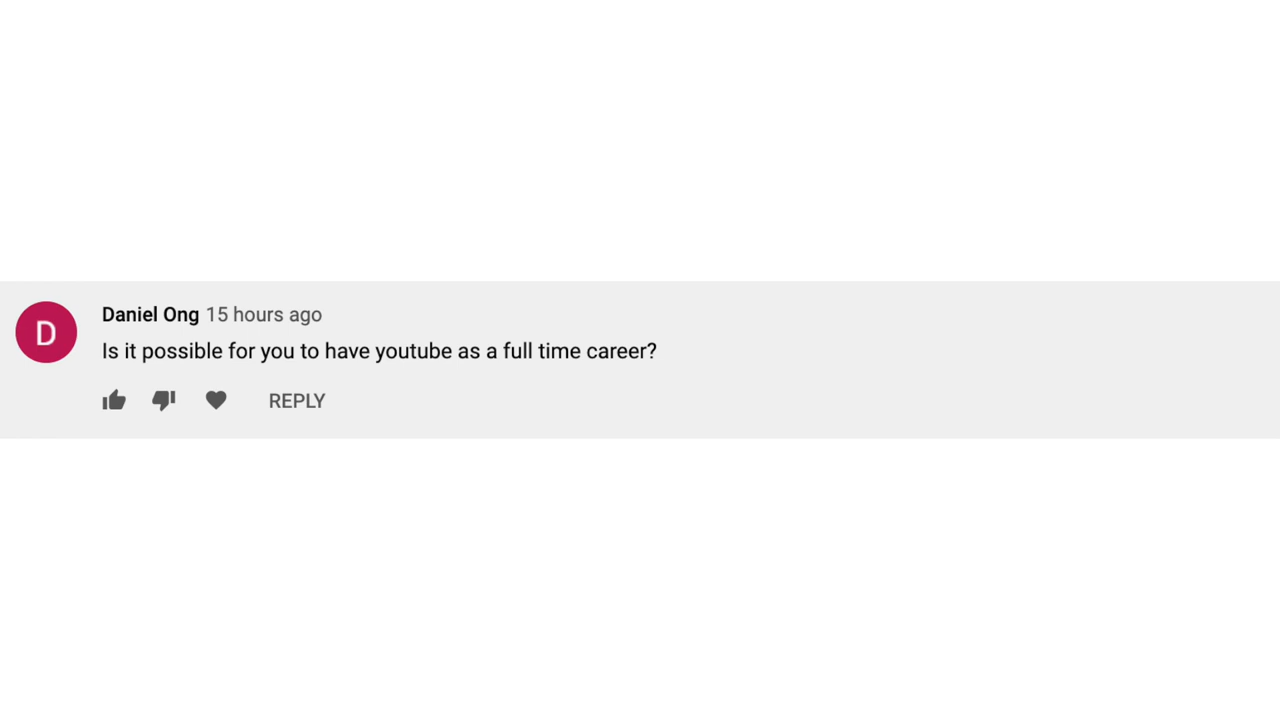 D
Daniel Ong 15 hours ago
Is it possible for you to have youtube as a full time career?
REPLY